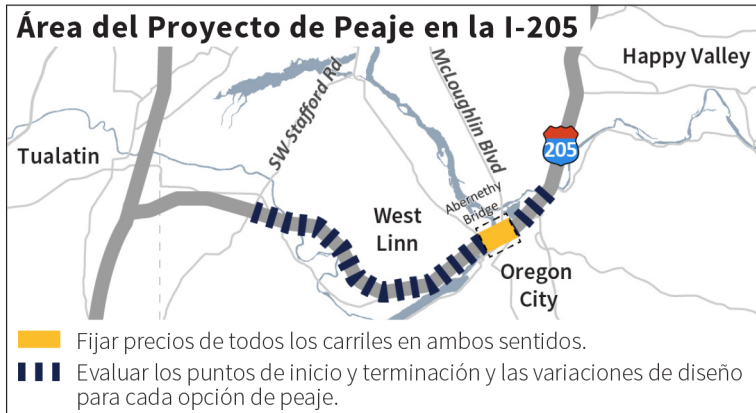 Área del Proyecto de Peaje en la I-205
Happy Valley
SW Stafford Rd
McLoughlin Blvd
205
Tualatin
Abernethy
Bridge
West
Linn
Oregon
City
Fijar precios de todos los carriles en ambos sentidos.
Evaluar los puntos de inicio y terminación y las variaciones de diseño
para cada opción de peaje.